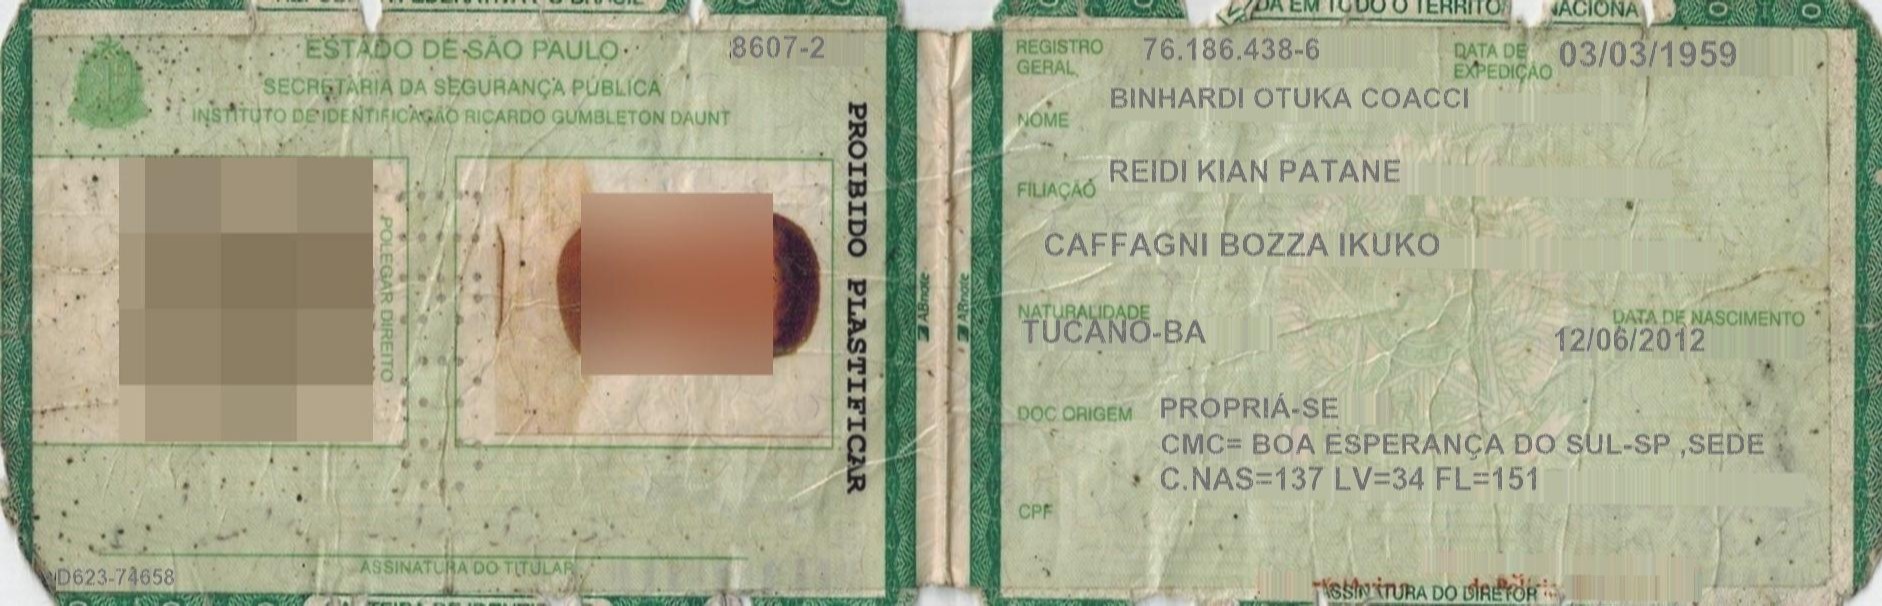 ESTADO DE SÃO PAULO
8607-2
SECRETARIA DA SEGURANÇA PÚBLICA
INSTITUTO DE IDENTIFICAÇÃO RICARDO GUMBLETON DAUNT
POLEGAR DIREITO
PROIBIDO PLASTIFICAR
ASSINATURA DO TITULAR
D623-74658
ABnote
ABnote
DA EM TODO O TERRITÓ NACIONA
REGISTRO GERAL 76.186.438-6 DATA DE EXPEDIÇÃO 03/03/1959
NOME BINHARDI OTUKA COACCI
FILIAÇÃO REIDI KIAN PATANE
CAFFAGNI BOZZA IKUKO
NATURALIDADE DATA DE NASCIMENTO
TUCANO-BA 12/06/2012
DOC ORIGEM PROPRIÁ-SE
CMC= BOA ESPERANÇA DO SUL-SP ,SEDE
C.NAS=137 LV=34 FL=151
CPF
ASSINATURA DO DIRETOR